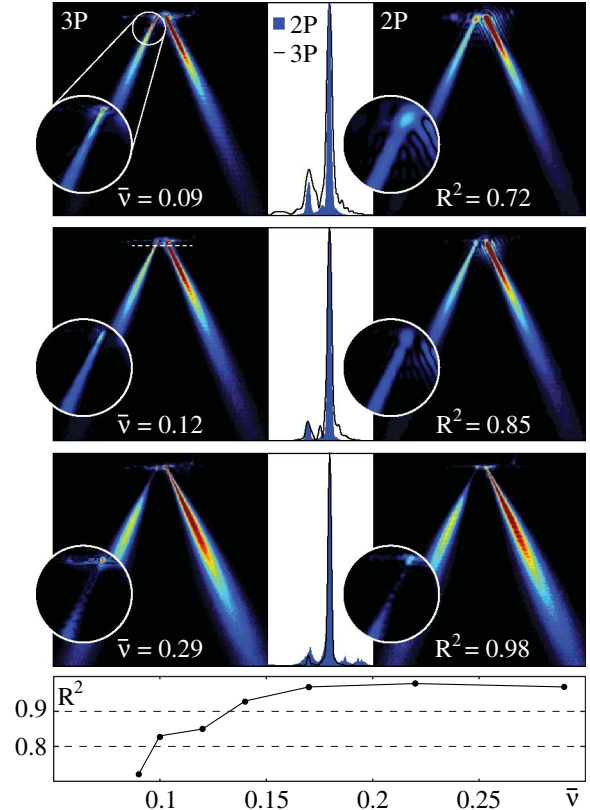 3P
2P
3P
2P
ν̄ = 0.09
R² = 0.72
ν̄ = 0.12
R² = 0.85
ν̄ = 0.29
R² = 0.98
R²
0.9
0.8
0.1 0.15 0.2 0.25 ν̄